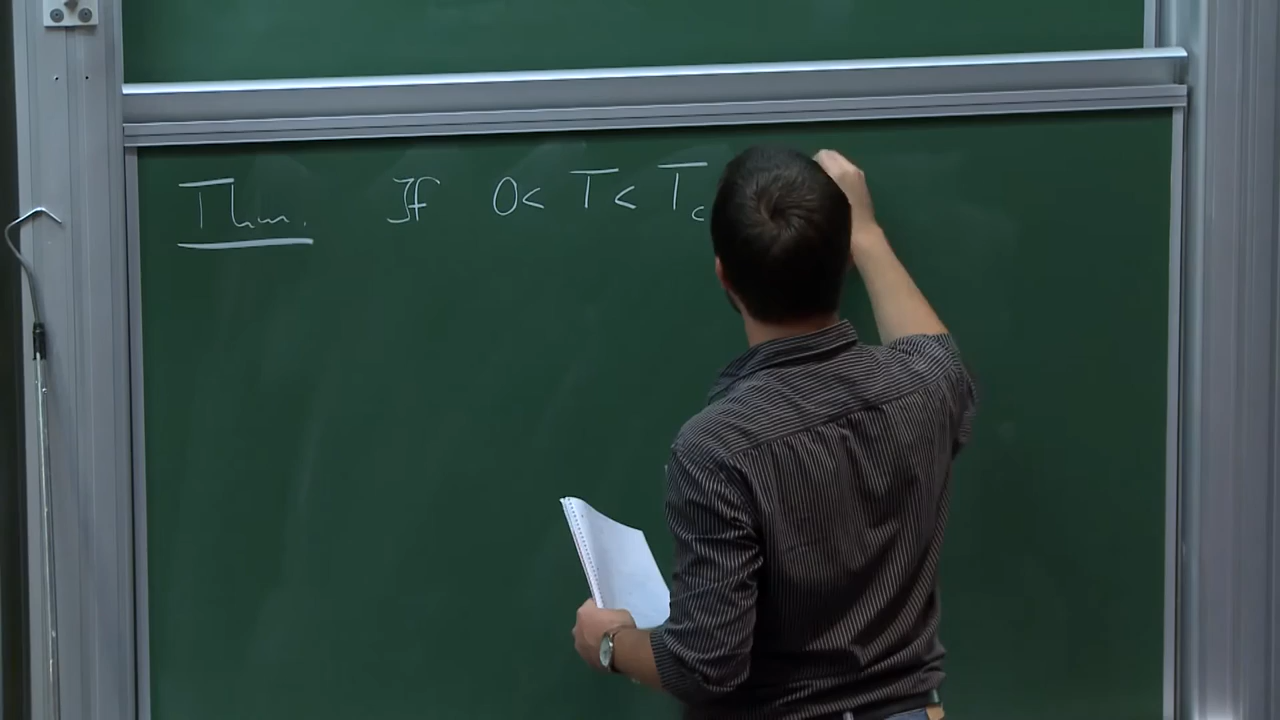 Thm. If 0 < T < T_c